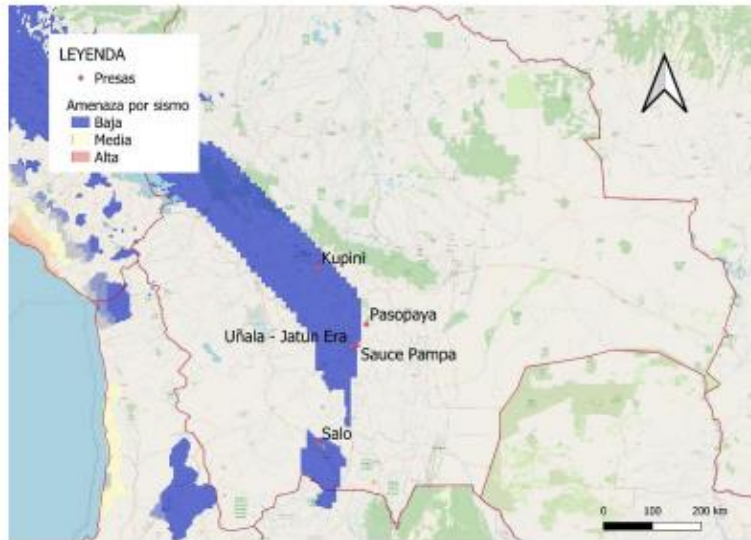 LEYENDA
Presas
Amenaza por sismo
Baja
Media
Alta
Kupini
Pasopaya
Uñala - Jatun Era
Sauce Pampa
Salo
0 100 200 km